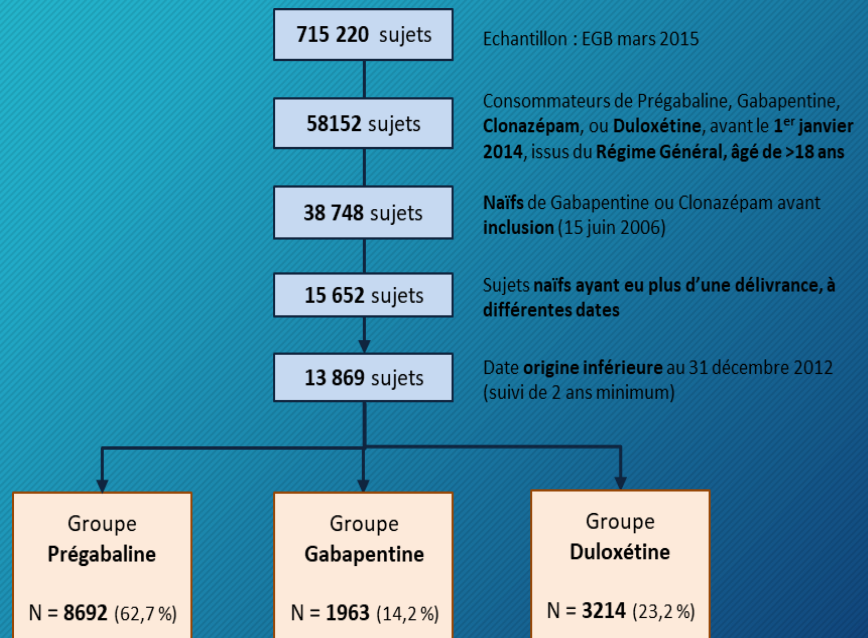 715 220 sujets
Echantillon : EGB mars 2015
58152 sujets
Consommateurs de Prégabaline, Gabapentine,
Clonazépam, ou Duloxétine, avant le 1er janvier
2014, issus du Régime Général, âgé de >18 ans
38 748 sujets
Naïfs de Gabapentine ou Clonazépam avant
inclusion (15 juin 2006)
15 652 sujets
Sujets naïfs ayant eu plus d’une délivrance, à
différentes dates
13 869 sujets
Date origine inférieure au 31 décembre 2012
(suivi de 2 ans minimum)
Groupe
Prégabaline
N = 8692 (62,7 %)
Groupe
Gabapentine
N = 1963 (14,2 %)
Groupe
Duloxétine
N = 3214 (23,2 %)